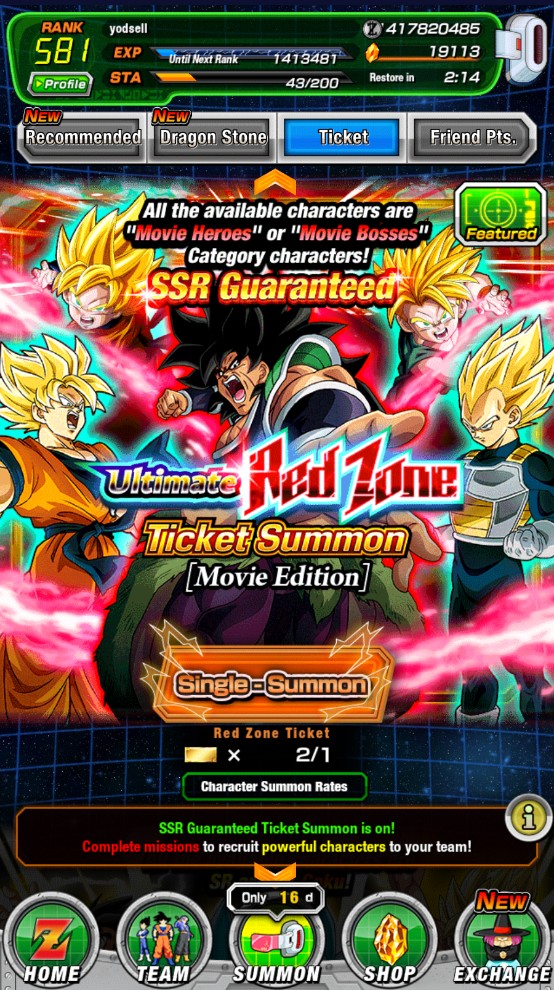 RANK
581
yodsell
417820485
EXP
Until Next Rank 1413481
19113
STA
43/200
Restore in 2:14
Profile
New
Recommended
New
Dragon Stone
Ticket
Friend Pts.
All the available characters are
"Movie Heroes" or "Movie Bosses"
Category characters!
SSR Guaranteed
Featured
Ultimate Red Zone
Ticket Summon
[Movie Edition]
Single-Summon
Red Zone Ticket
× 2/1
Character Summon Rates
SSR Guaranteed Ticket Summon is on!
Complete missions to recruit powerful characters to your team!
i
Only 16 d
New
HOME
TEAM
SUMMON
SHOP
EXCHANGE